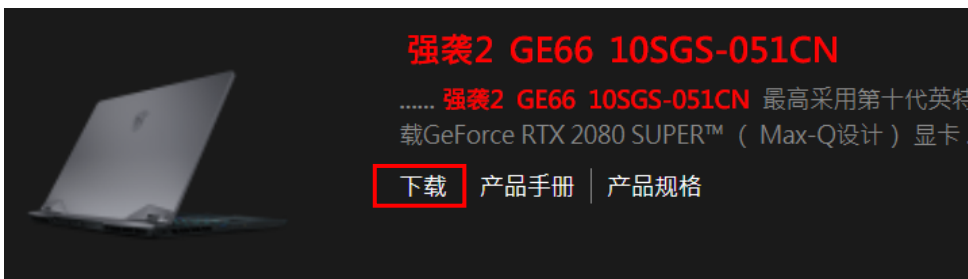 强袭2 GE66 10SGS-051CN
...... 强袭2 GE66 10SGS-051CN 最高采用第十代英特
载GeForce RTX 2080 SUPER™ ( Max-Q设计 ) 显卡 .
下载 产品手册 产品规格